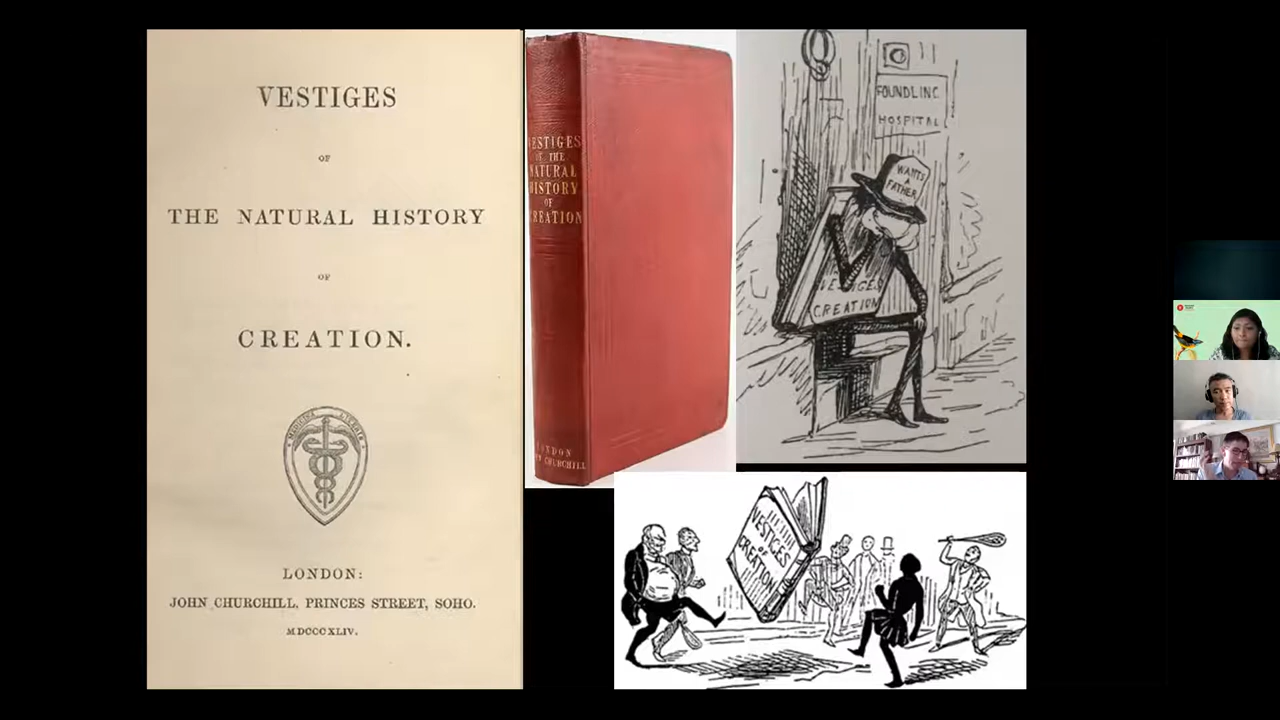 VESTIGES
OF
THE NATURAL HISTORY
OF
CREATION.
LONDON:
JOHN CHURCHILL, PRINCES STREET, SOHO.
MDCCCXLIV.
VESTIGES
OF THE
NATURAL
HISTORY
OF
CREATION
LONDON
CHURCHILL
FOUNDLING
HOSPITAL
WANTS
A
FATHER
VESTIGES
CREATION
VESTIGES
OF
CREATION